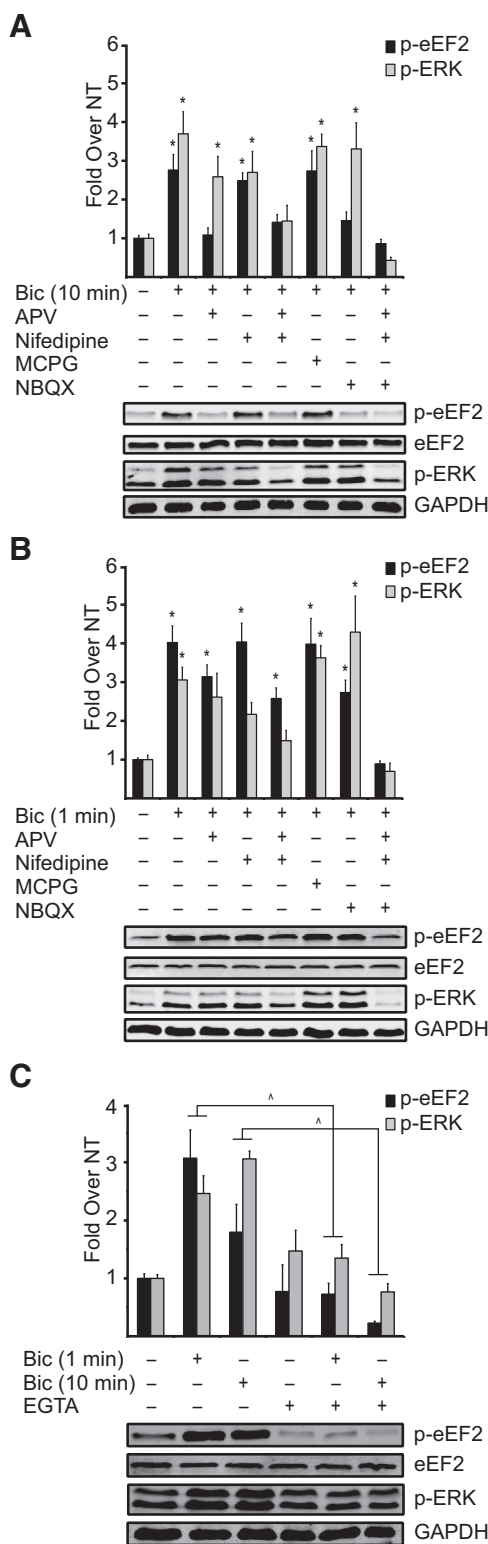 A
6
5
4
3
2
1
Fold Over NT
p-eEF2
p-ERK
* * * * * * * *
Bic (10 min) – + + + + + + +
APV – – + – + – – +
Nifedipine – – – + + – – +
MCPG – – – – – + – –
NBQX – – – – – – + +
p-eEF2
eEF2
p-ERK
GAPDH
B
6
5
4
3
2
1
Fold Over NT
p-eEF2
p-ERK
* * * * * * * * *
Bic (1 min) – + + + + + + +
APV – – + – + – – +
Nifedipine – – – + + – – +
MCPG – – – – – + – –
NBQX – – – – – – + +
p-eEF2
eEF2
p-ERK
GAPDH
C
4
3
2
1
Fold Over NT
^
^
p-eEF2
p-ERK
Bic (1 min) – + – – + –
Bic (10 min) – – + – – +
EGTA – – – + + +
p-eEF2
eEF2
p-ERK
GAPDH